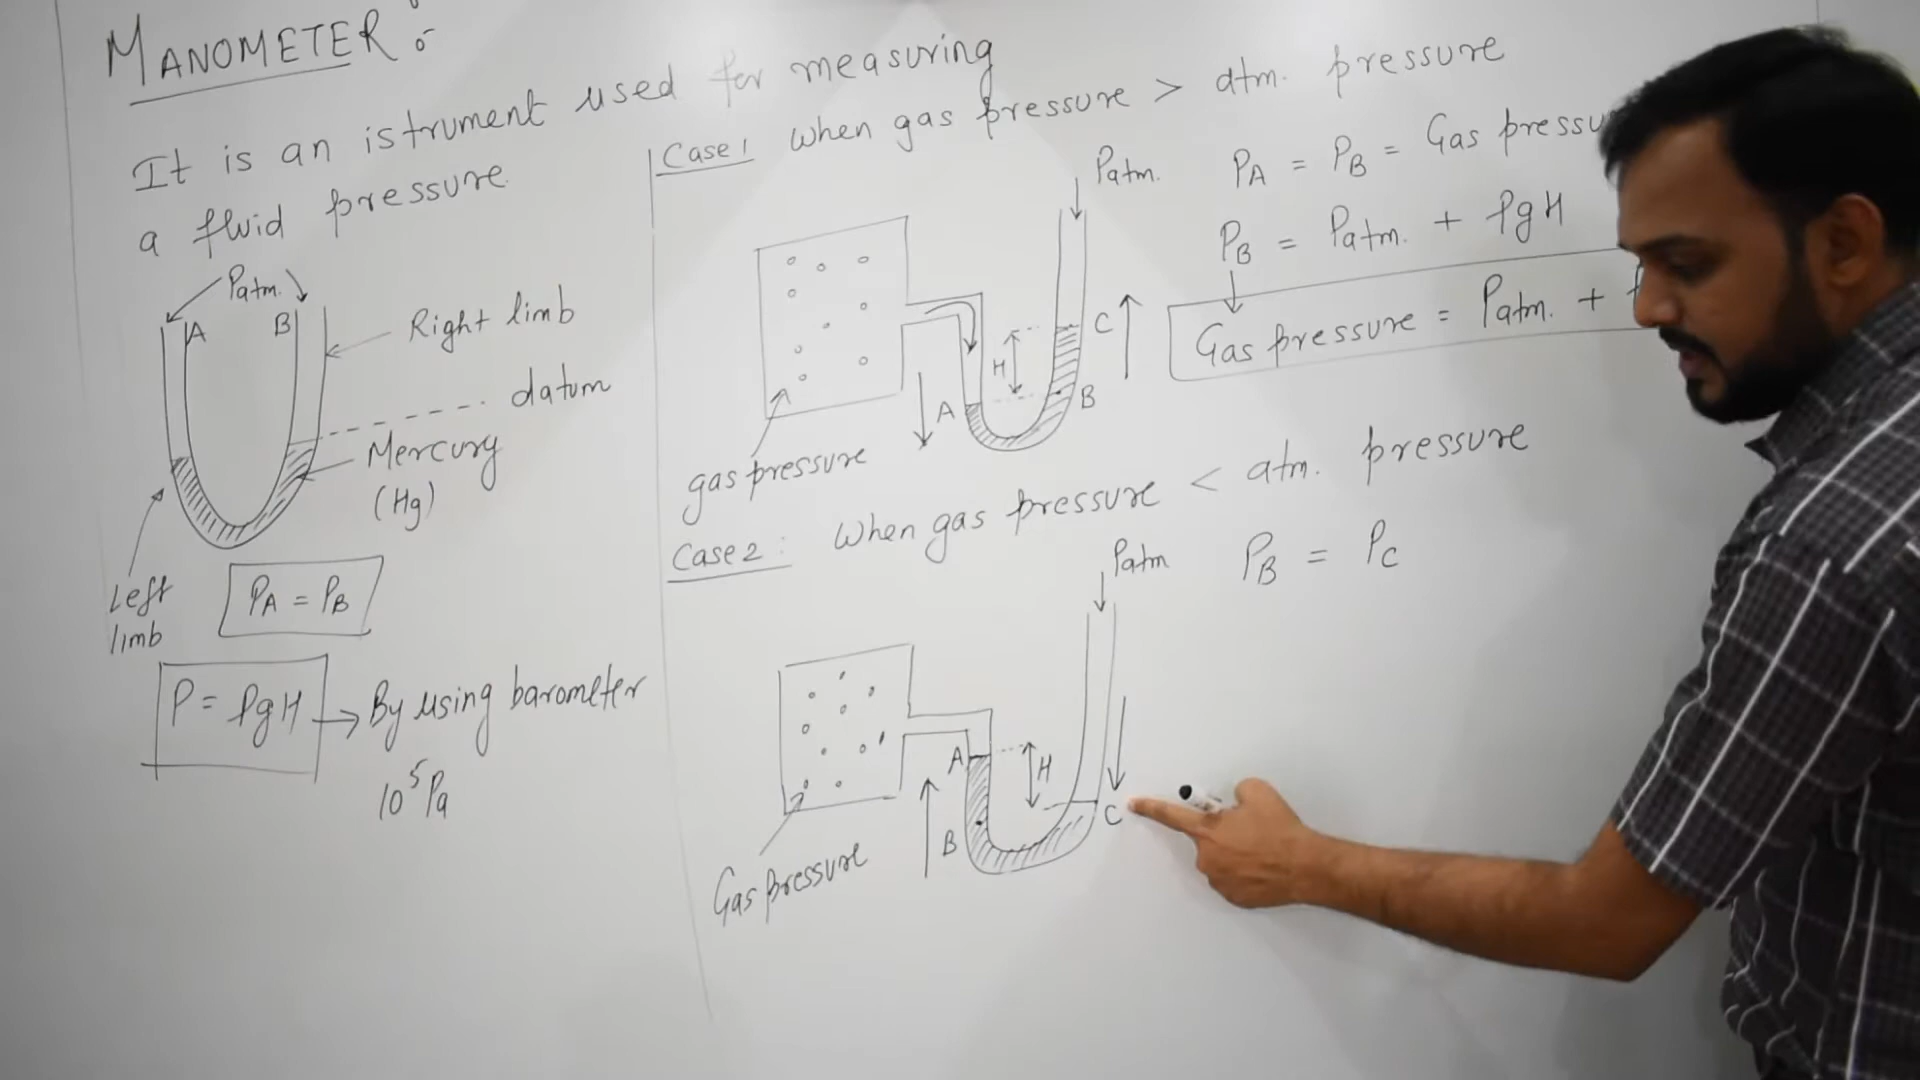 MANOMETER :
It is an istrument used for measuring
a fluid pressure.
Patm.
A
B
Right limb
datum
Mercury
(Hg)
Left
limb
PA = PB
P = ρgH → By using barometer
10⁵ Pa
Case 1 When gas pressure > atm. pressure
Patm.
PA = PB = Gas
PB = Patm. + ρgH
Gas pressure = Patm. +
H
C
A
B
gas pressure
Case 2 : When gas pressure < atm. pressure
Patm
PB = PC
A
H
C
B
Gas pressure